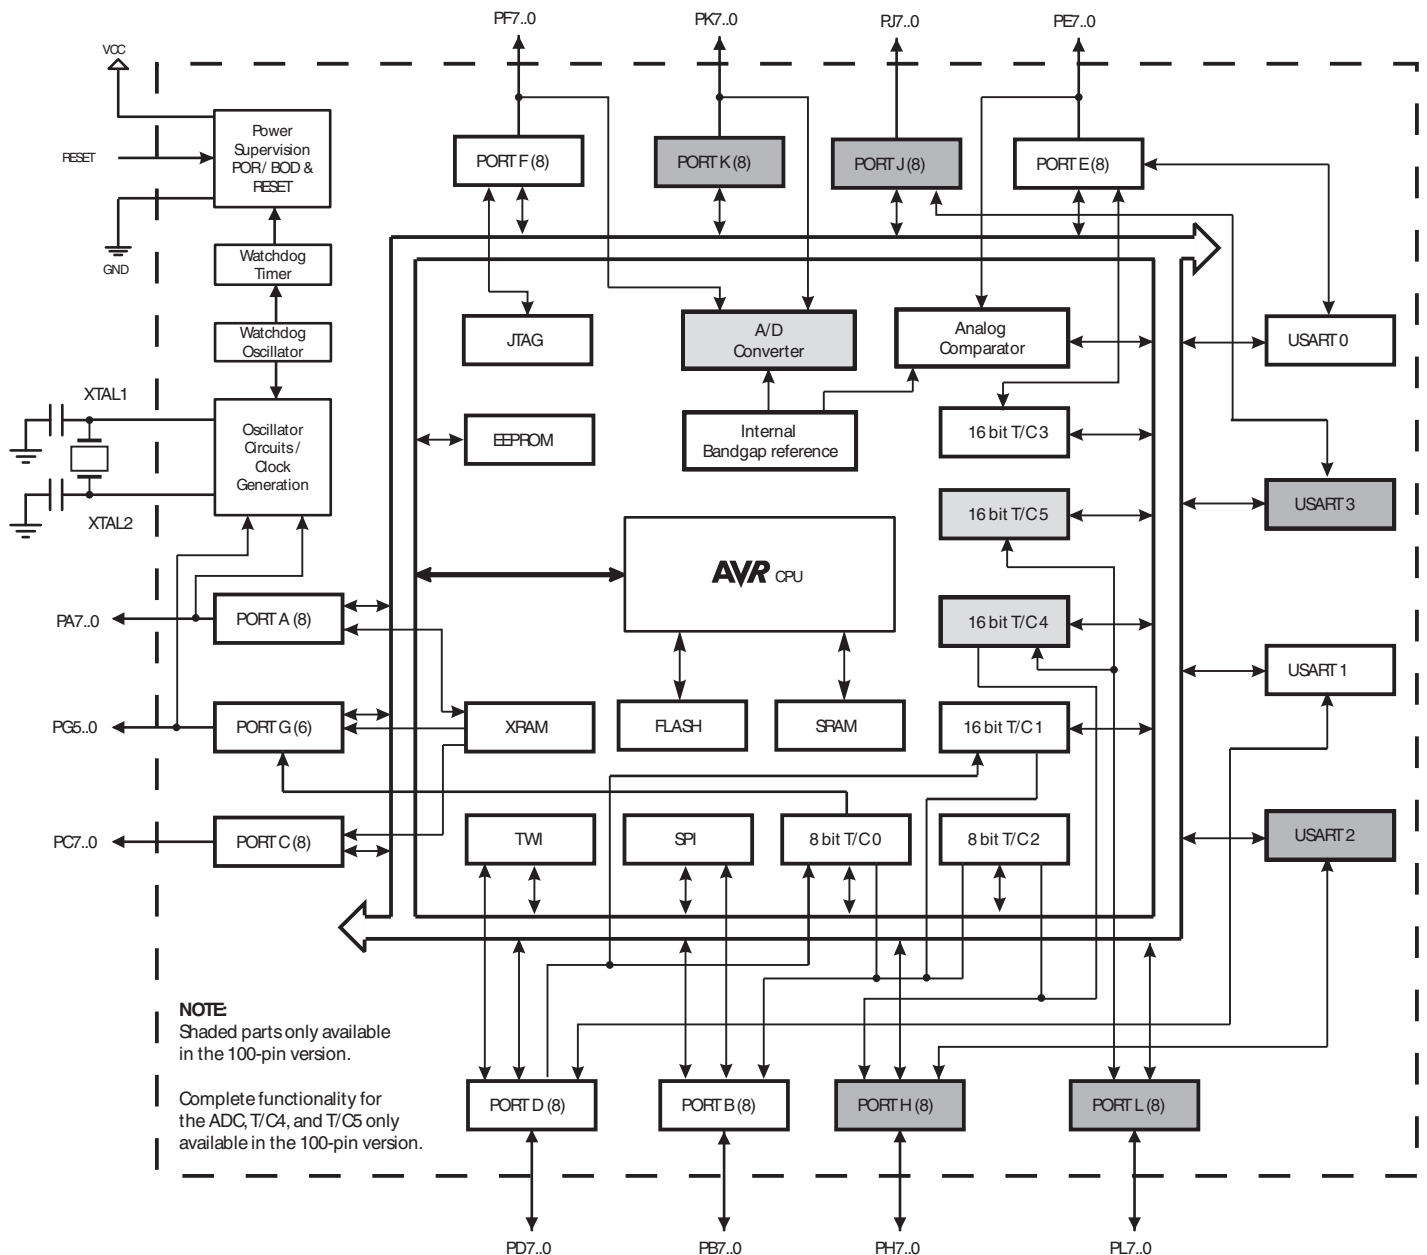 PF7..0
PK7..0
PJ7..0
PE7..0
VCC
RESET
GND
Power
Supervision
POR/ BOD &
RESET
PORT F (8)
PORT K (8)
PORT J (8)
PORT E (8)
Watchdog
Timer
Watchdog
Oscillator
JTAG
A/D
Converter
Analog
Comparator
USART 0
XTAL1
Oscillator
Circuits /
Clock
Generation
XTAL2
EEPROM
Internal
Bandgap reference
16 bit T/C 3
USART 3
16 bit T/C 5
AVR CPU
PA7..0
PORT A (8)
16 bit T/C 4
USART 1
PG5..0
PORT G (6)
XRAM
FLASH
SRAM
16 bit T/C 1
PC7..0
PORT C (8)
TWI
SPI
8 bit T/C 0
8 bit T/C 2
USART 2
NOTE:
Shaded parts only available
in the 100-pin version.
Complete functionality for
the ADC, T/C4, and T/C5 only
available in the 100-pin version.
PORT D (8)
PORT B (8)
PORT H (8)
PORT L (8)
PD7..0
PB7..0
PH7..0
PL7..0